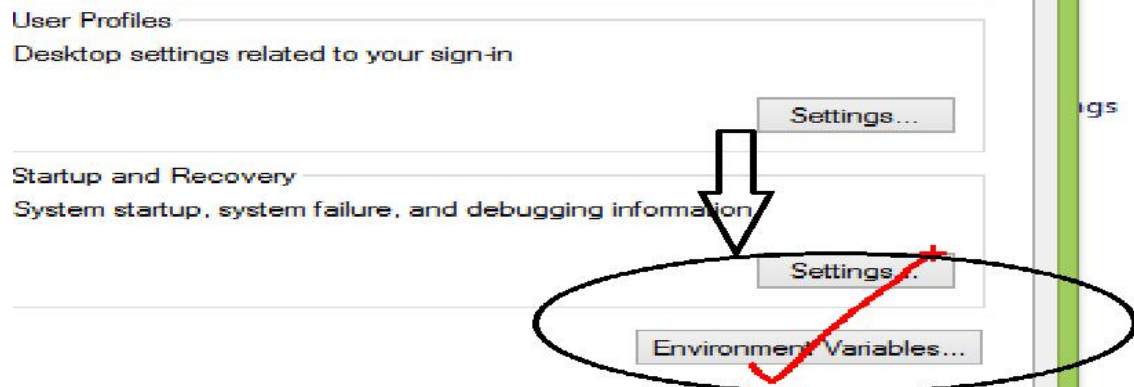 User Profiles
Desktop settings related to your sign-in
Settings...
ngs
Startup and Recovery
System startup, system failure, and debugging information
Settings...
Environment Variables...